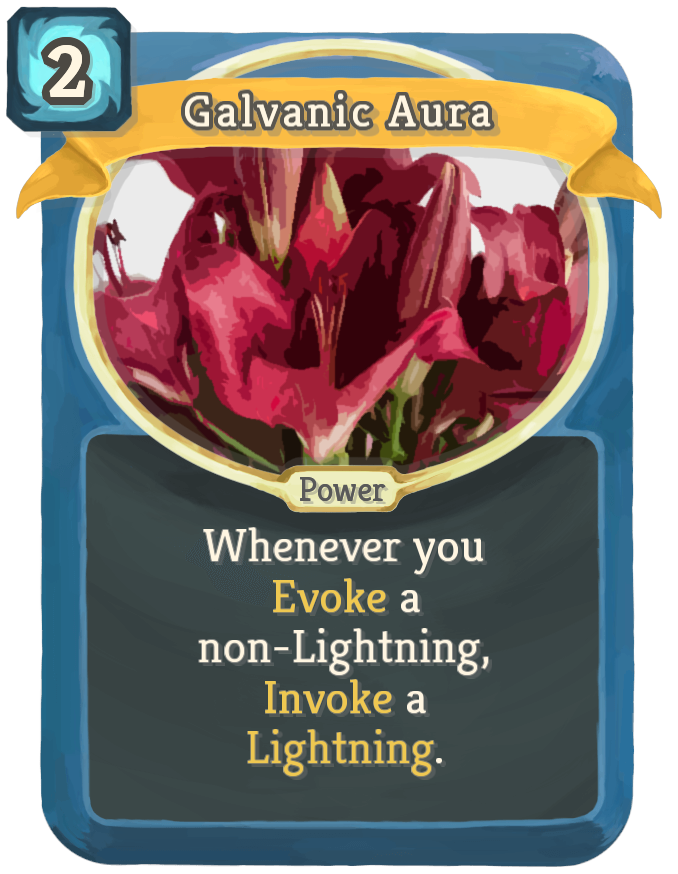 2
Galvanic Aura
Power
Whenever you
Evoke a
non-Lightning,
Invoke a
Lightning.